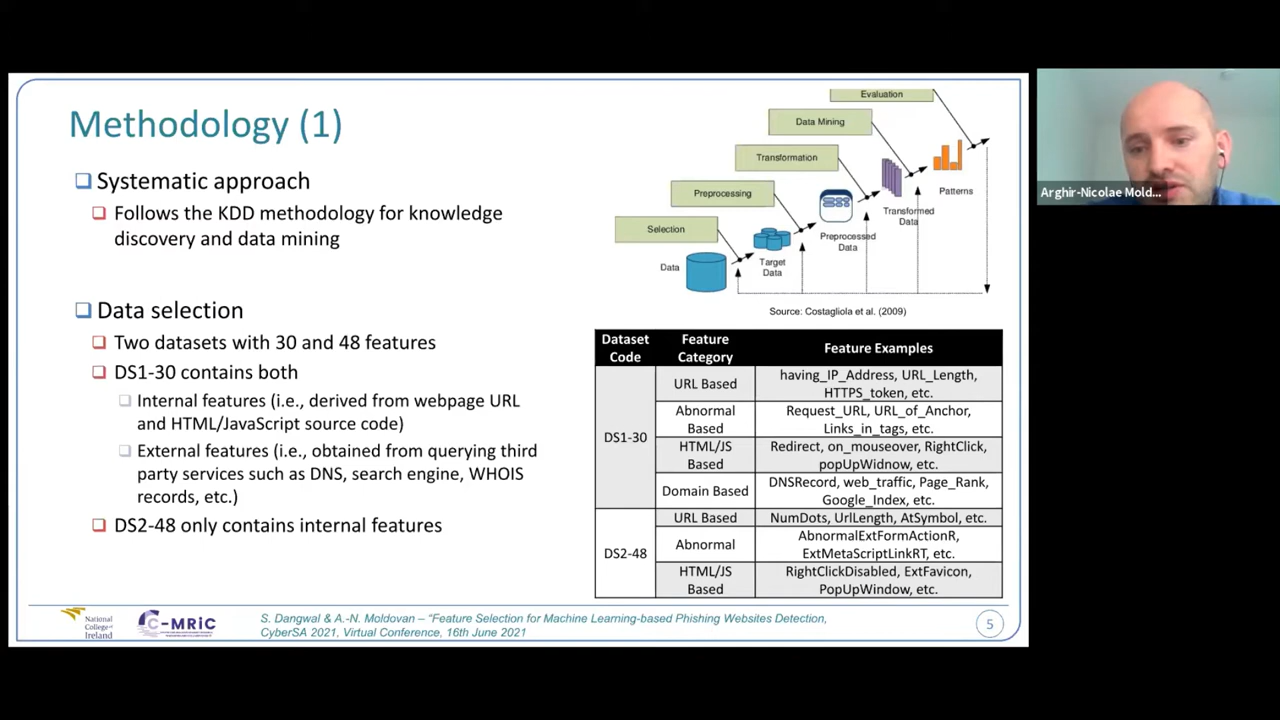 Methodology (1)
Systematic approach
Follows the KDD methodology for knowledge
discovery and data mining
Data selection
Two datasets with 30 and 48 features
DS1-30 contains both
Internal features (i.e., derived from webpage URL
and HTML/JavaScript source code)
External features (i.e., obtained from querying third
party services such as DNS, search engine, WHOIS
records, etc.)
DS2-48 only contains internal features
Evaluation
Data Mining
Transformation
Preprocessing
Selection
Data
Target
Data
Preprocessed
Data
Transformed
Data
Patterns
Source: Costagliola et al. (2009)
Dataset
Code
Feature
Category
Feature Examples
DS1-30
URL Based
having_IP_Address, URL_Length,
HTTPS_token, etc.
Abnormal
Based
Request_URL, URL_of_Anchor,
Links_in_tags, etc.
HTML/JS
Based
Redirect, on_mouseover, RightClick,
popUpWidnow, etc.
Domain Based
DNSRecord, web_traffic, Page_Rank,
Google_Index, etc.
DS2-48
URL Based
NumDots, UrlLength, AtSymbol, etc.
Abnormal
AbnormalExtFormActionR,
ExtMetaScriptLinkRT, etc.
HTML/JS
Based
RightClickDisabled, ExtFavicon,
PopUpWindow, etc.
National
College of
Ireland
C-MRiC
S. Dangwal & A.-N. Moldovan – "Feature Selection for Machine Learning-based Phishing Websites Detection,
CyberSA 2021, Virtual Conference, 16th June 2021
5
Arghir-Nicolae Mold...